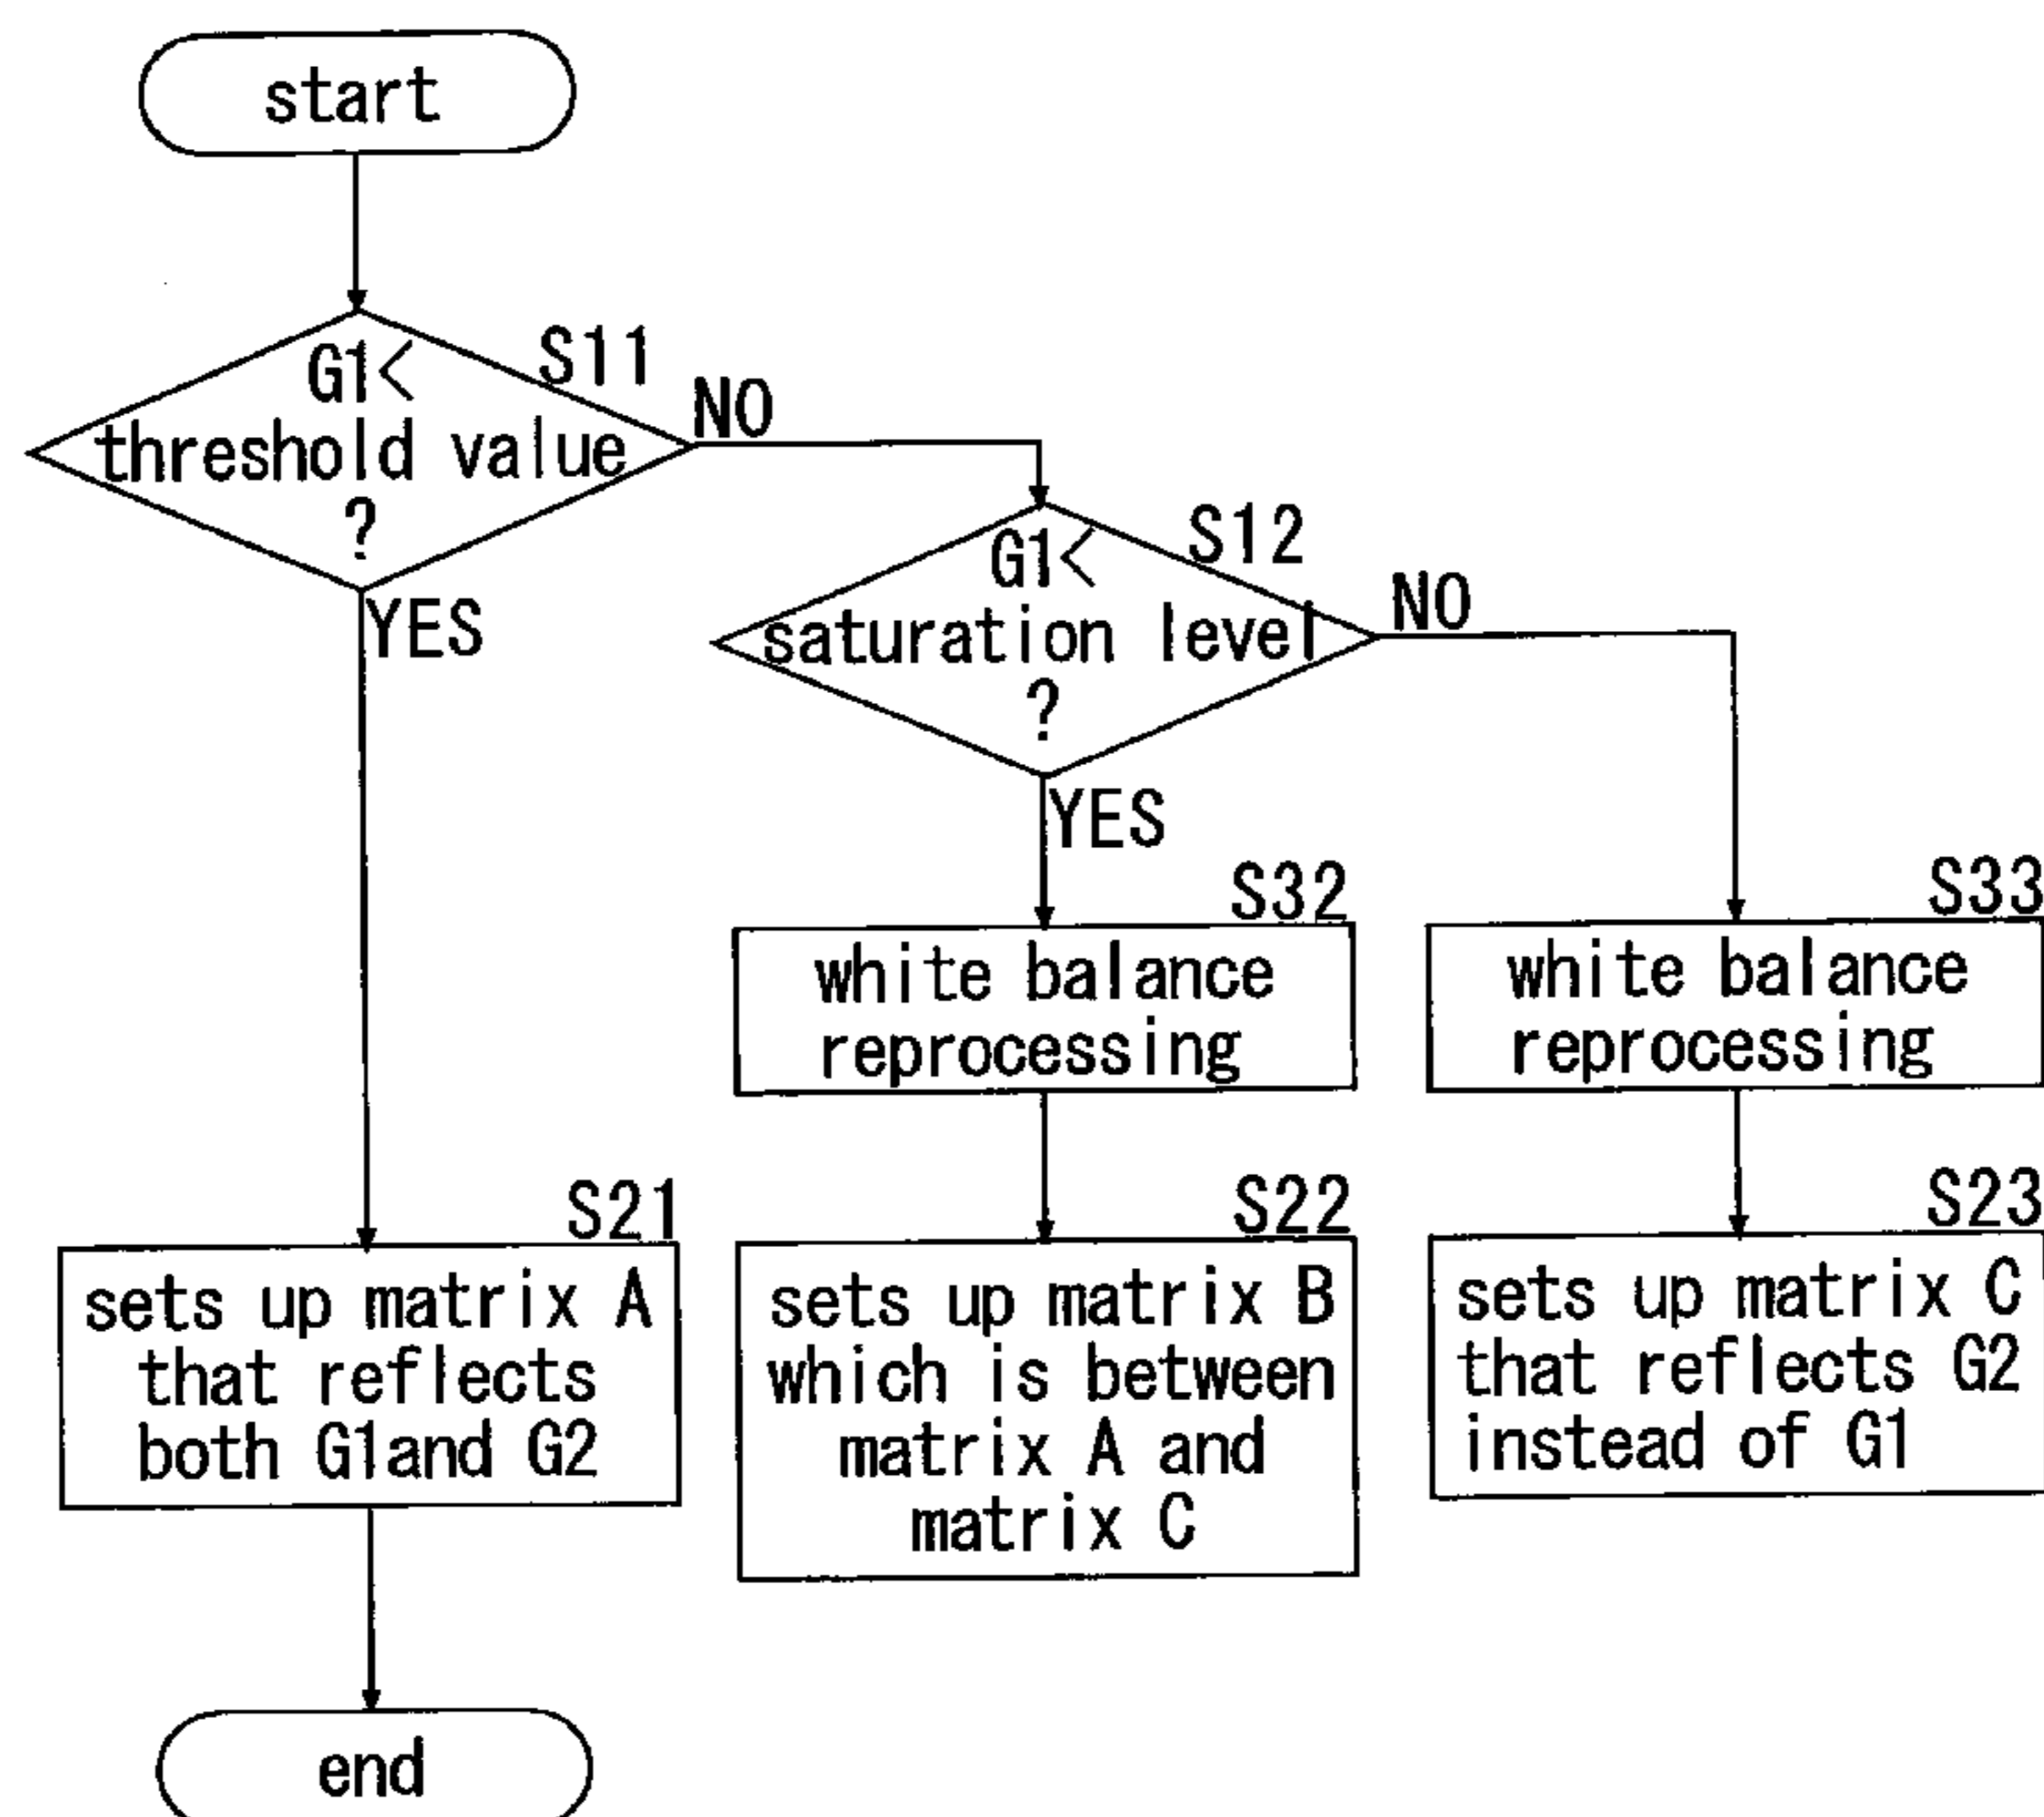 start
S11
G1<
threshold value
?
NO
YES
S12
G1<
saturation level
?
NO
YES
S32
white balance
reprocessing
S33
white balance
reprocessing
S21
sets up matrix A
that reflects
both G1and G2
S22
sets up matrix B
which is between
matrix A and
matrix C
S23
sets up matrix C
that reflects G2
instead of G1
end